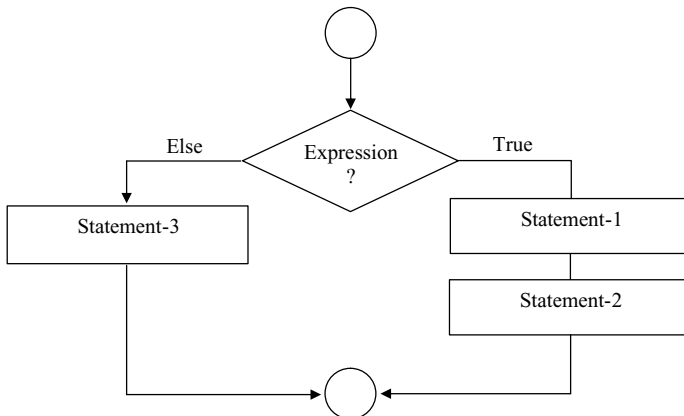 Else
Expression
?
True
Statement-3
Statement-1
Statement-2